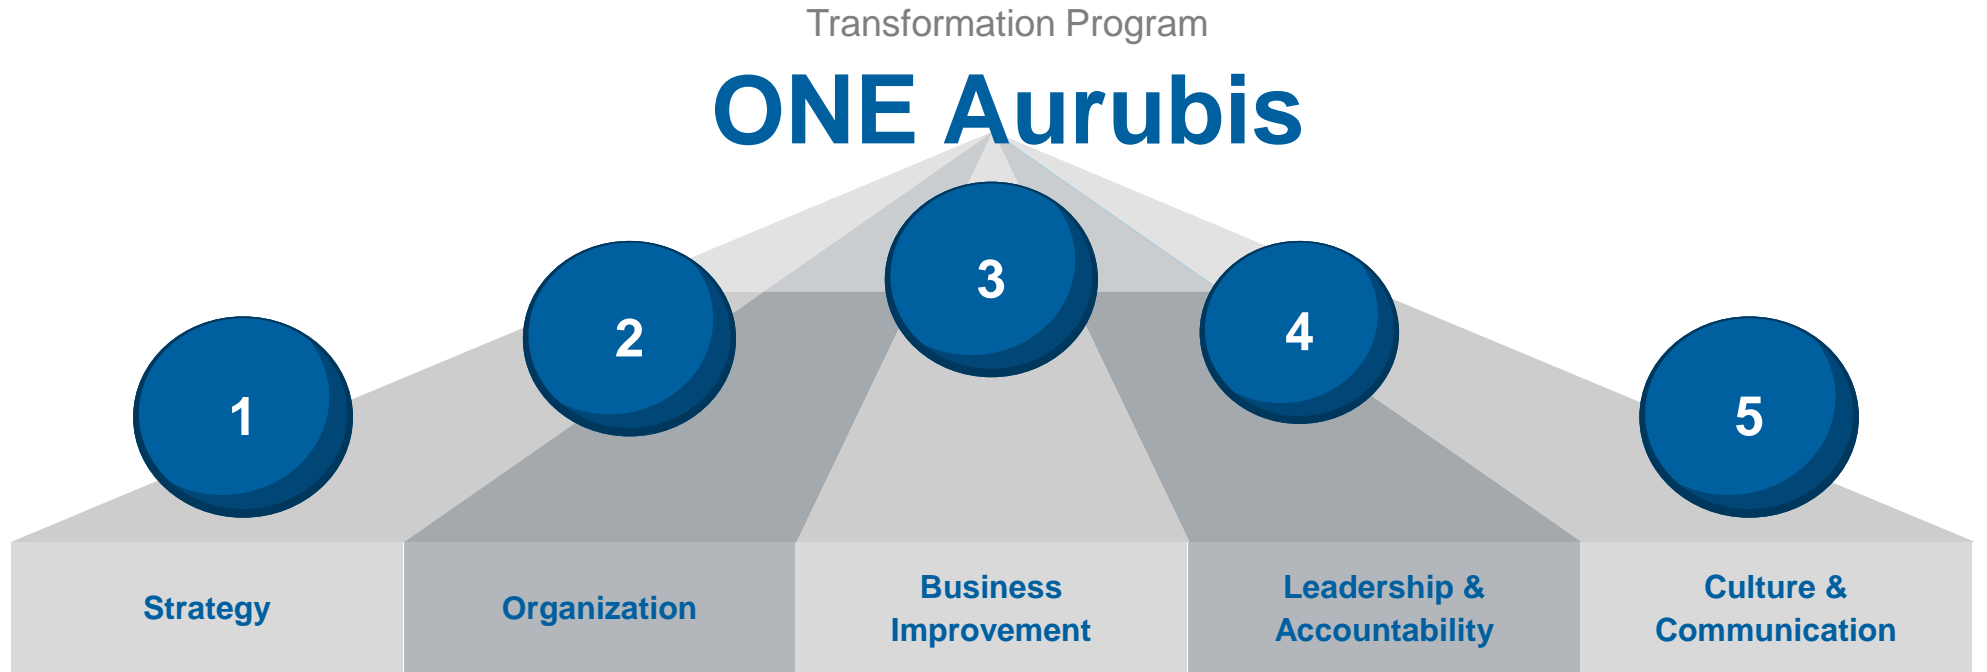 Transformation Program
ONE Aurubis
1
2
3
4
5
Strategy
Organization
Business
Improvement
Leadership &
Accountability
Culture &
Communication